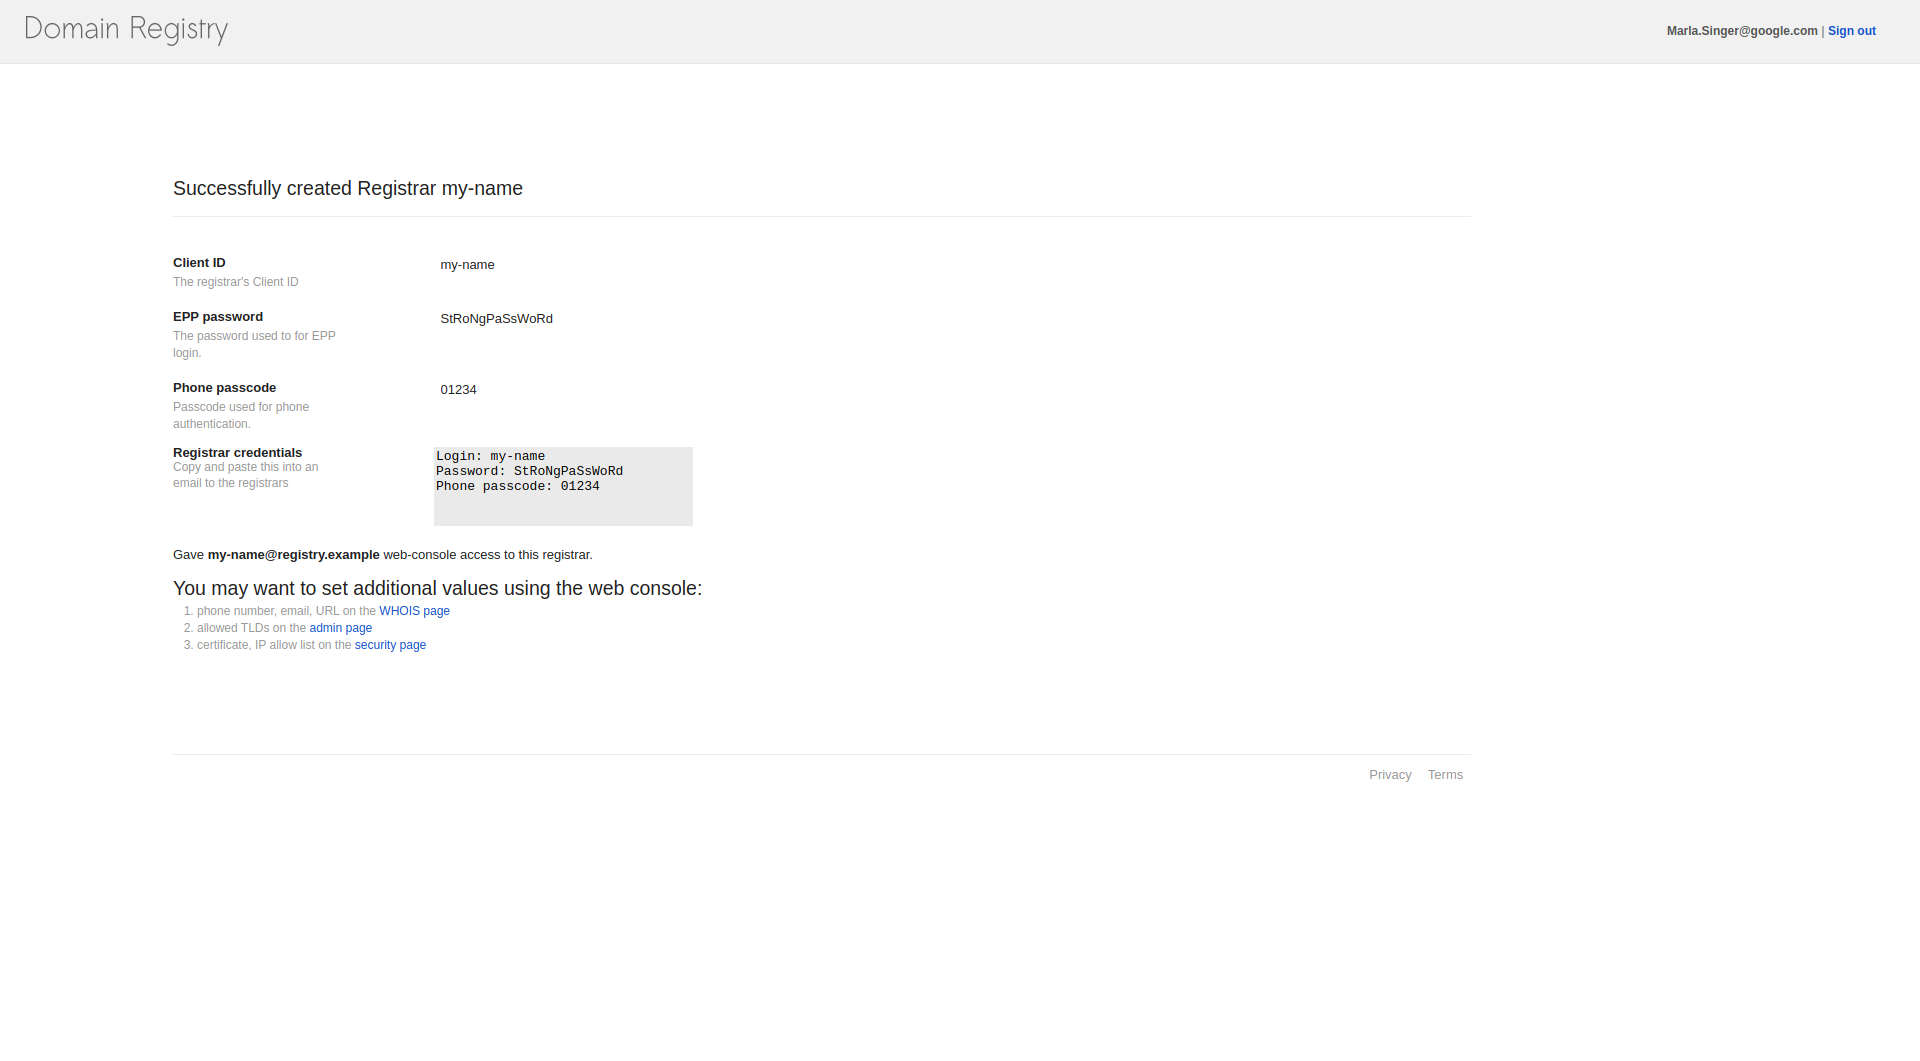 Domain Registry
Marla.Singer@google.com | Sign out
Successfully created Registrar my-name
Client ID
The registrar's Client ID
my-name
EPP password
The password used to for EPP
login.
StRoNgPaSsWoRd
Phone passcode
Passcode used for phone
authentication.
01234
Registrar credentials
Copy and paste this into an
email to the registrars
Login: my-name
Password: StRoNgPaSsWoRd
Phone passcode: 01234
Gave my-name@registry.example web-console access to this registrar.
You may want to set additional values using the web console:
1. phone number, email, URL on the WHOIS page
2. allowed TLDs on the admin page
3. certificate, IP allow list on the security page
Privacy Terms